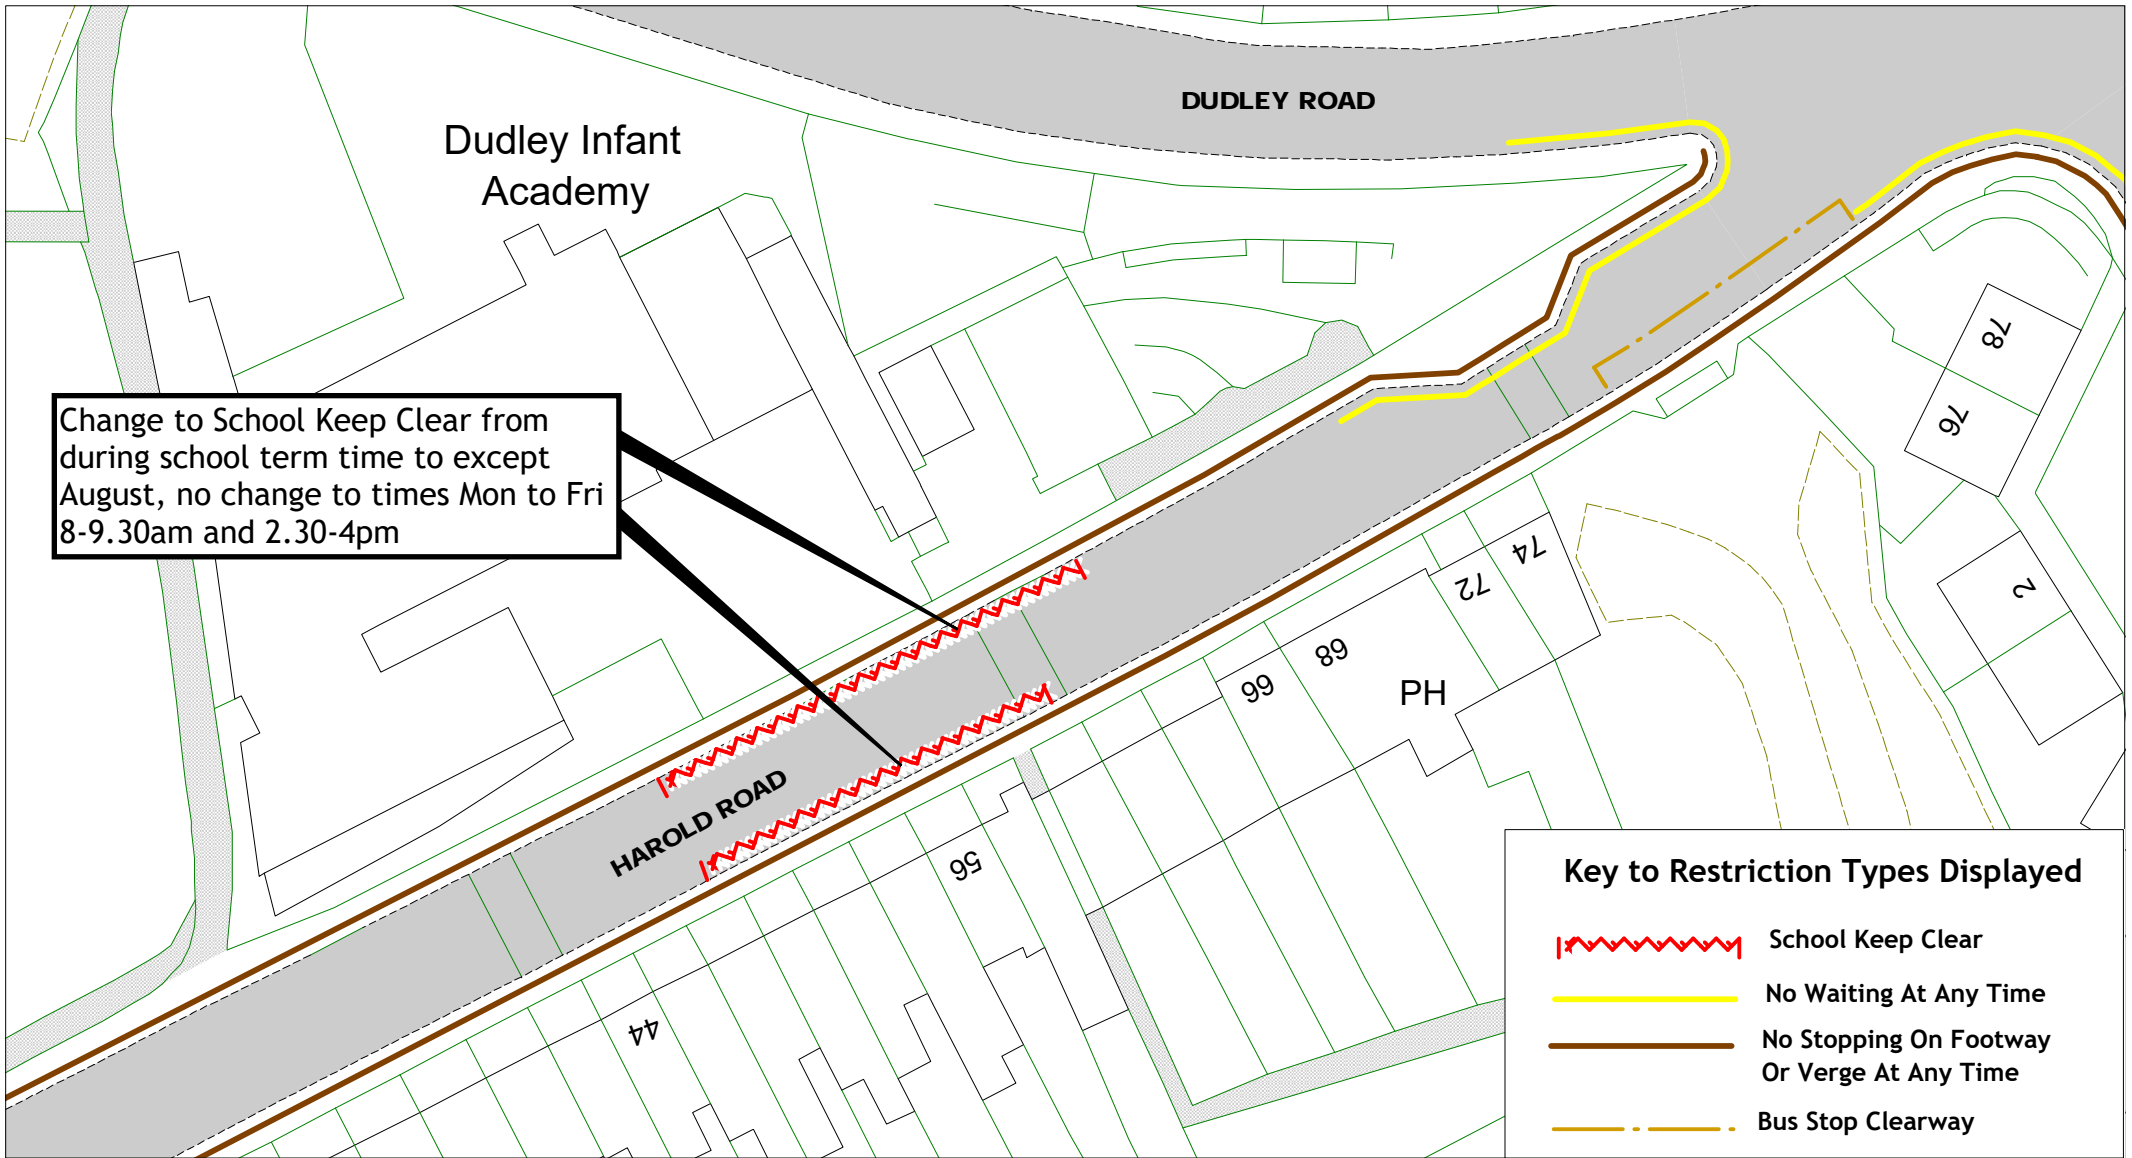 DUDLEY ROAD
Dudley Infant
Academy
Change to School Keep Clear from
during school term time to except
August, no change to times Mon to Fri
8-9.30am and 2.30-4pm
78
76
74
72
2
68
66
PH
HAROLD ROAD
56
44
Key to Restriction Types Displayed
School Keep Clear
No Waiting At Any Time
No Stopping On Footway
Or Verge At Any Time
Bus Stop Clearway